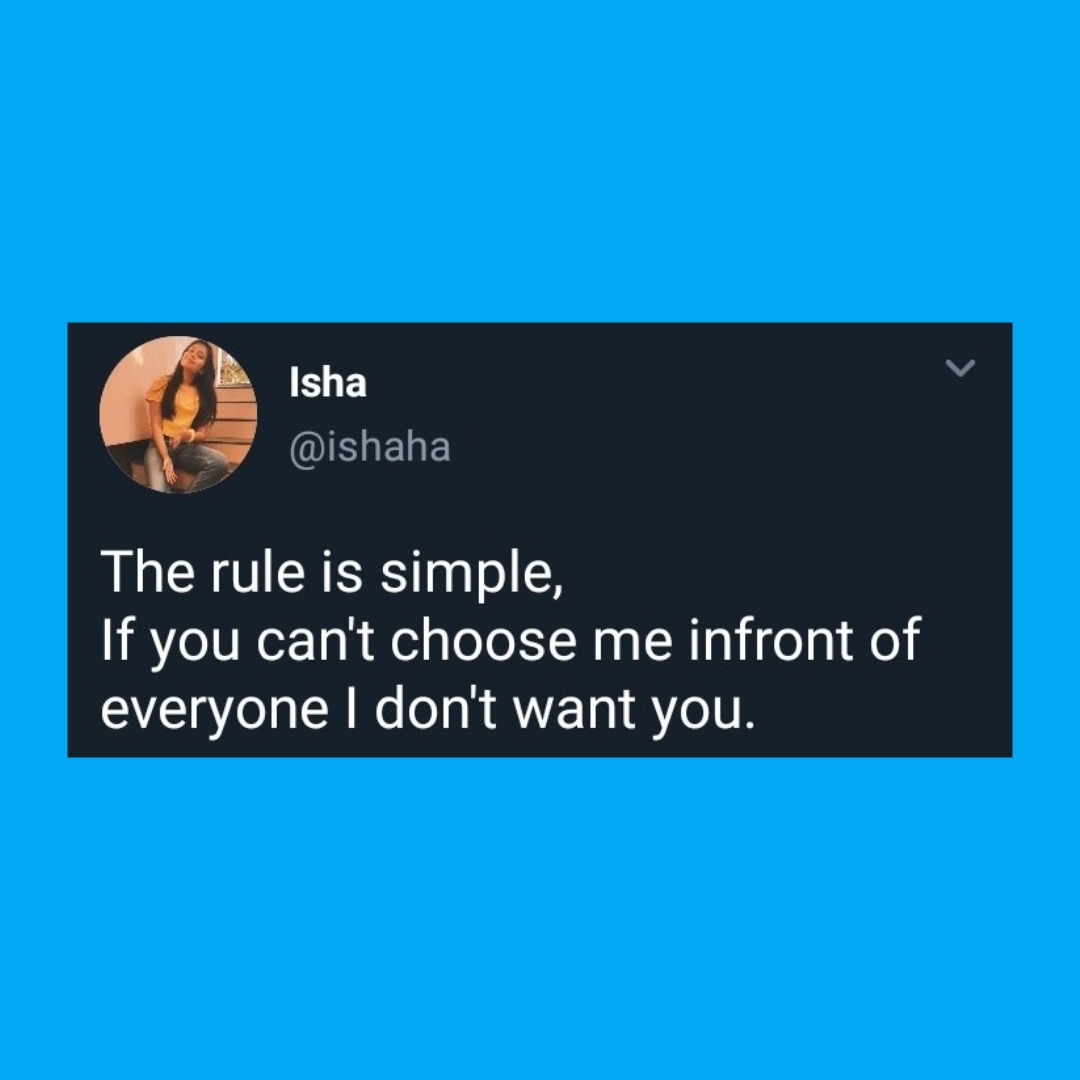 Isha
@ishaha
The rule is simple,
If you can't choose me infront of
everyone I don't want you.